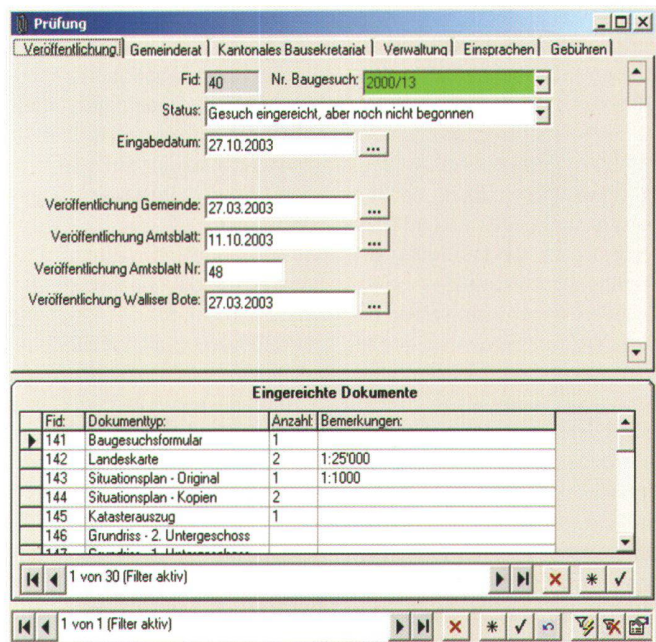 Prüfung
Veröffentlichung Gemeinderat Kantonales Bausekretariat Verwaltung Einsprachen Gebühren
Fid: 40 Nr. Baugesuch: 2000/13
Status: Gesuch eingereicht, aber noch nicht begonnen
Eingabedatum: 27.10.2003 ...
Veröffentlichung Gemeinde: 27.03.2003 ...
Veröffentlichung Amtsblatt: 11.10.2003 ...
Veröffentlichung Amtsblatt Nr: 48
Veröffentlichung Walliser Bote: 27.03.2003 ...
Eingereichte Dokumente
Fid: Dokumenttyp: Anzahl: Bemerkungen:
141 Baugesuchsformular 1
142 Landeskarte 2 1:25'000
143 Situationsplan - Original 1 1:1000
144 Situationsplan - Kopien 2
145 Katasterauszug 1
146 Grundriss - 2. Untergeschoss
147 Grundriss - 1. Untergeschoss
1 von 30 (Filter aktiv)
1 von 1 (Filter aktiv)